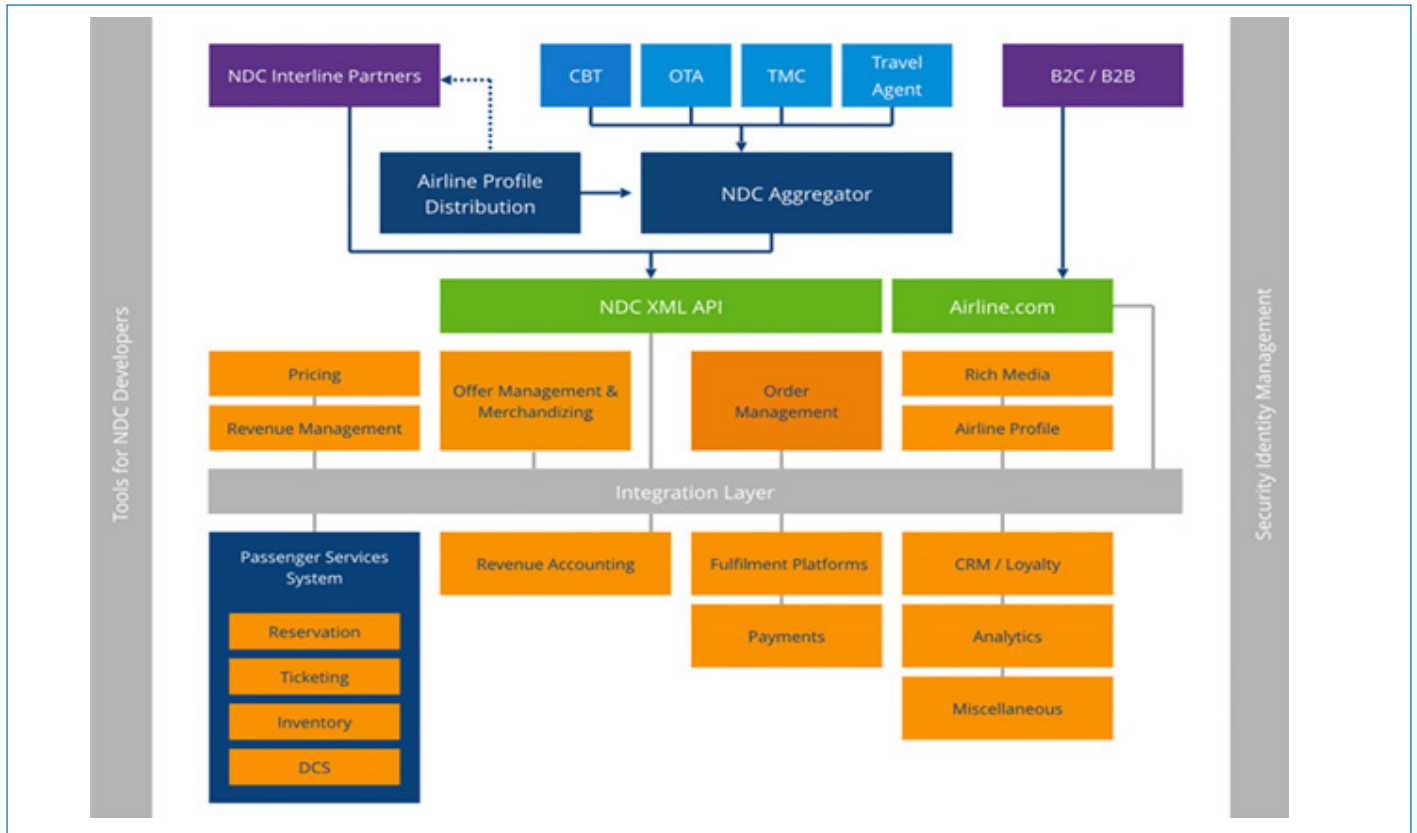 NDC Interline Partners
CBT
OTA
TMC
Travel
Agent
B2C / B2B
Airline Profile
Distribution
NDC Aggregator
NDC XML API
Airline.com
Tools for NDC Developers
Security Identity Management
Pricing
Revenue Management
Offer Management &
Merchandizing
Order
Management
Rich Media
Airline Profile
Integration Layer
Passenger Services
System
Reservation
Ticketing
Inventory
DCS
Revenue Accounting
Fulfilment Platforms
Payments
CRM / Loyalty
Analytics
Miscellaneous